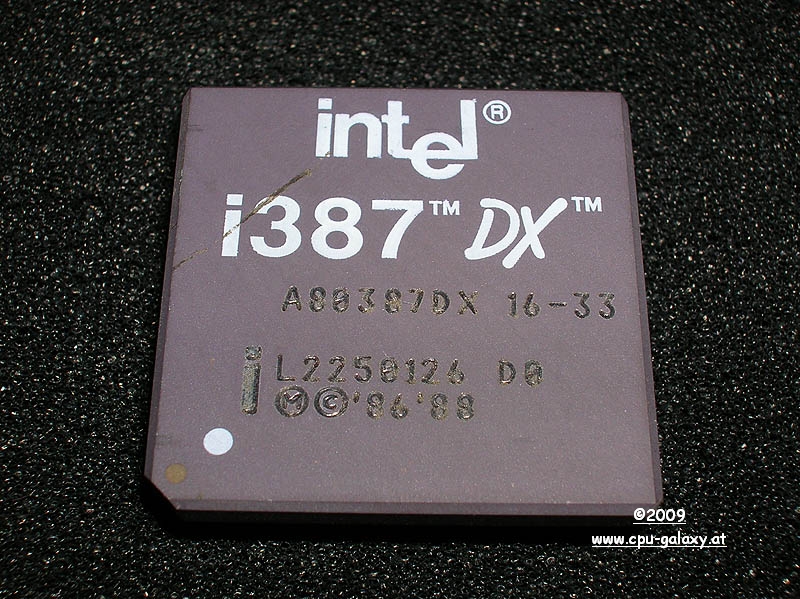 intel®
i387™ DX™
A80387DX 16-33
i L2250126 D0
Ⓜ © '86 '88
©2009
www.cpu-galaxy.at